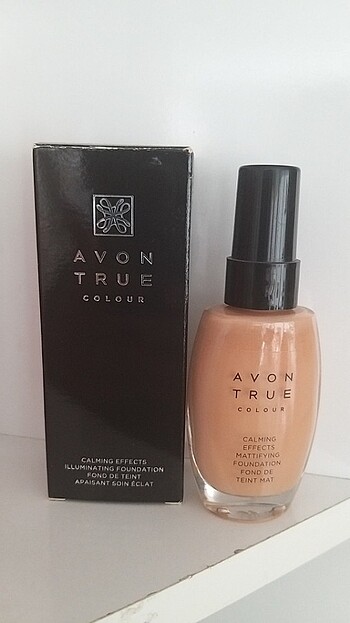 AVON
TRUE
COLOUR
CALMING EFFECTS
ILLUMINATING FOUNDATION
FOND DE TEINT
APAISANT SOIN ÉCLAT
AVON
TRUE
COLOUR
CALMING
EFFECTS
MATTIFYING
FOUNDATION
FOND DE
TEINT MAT